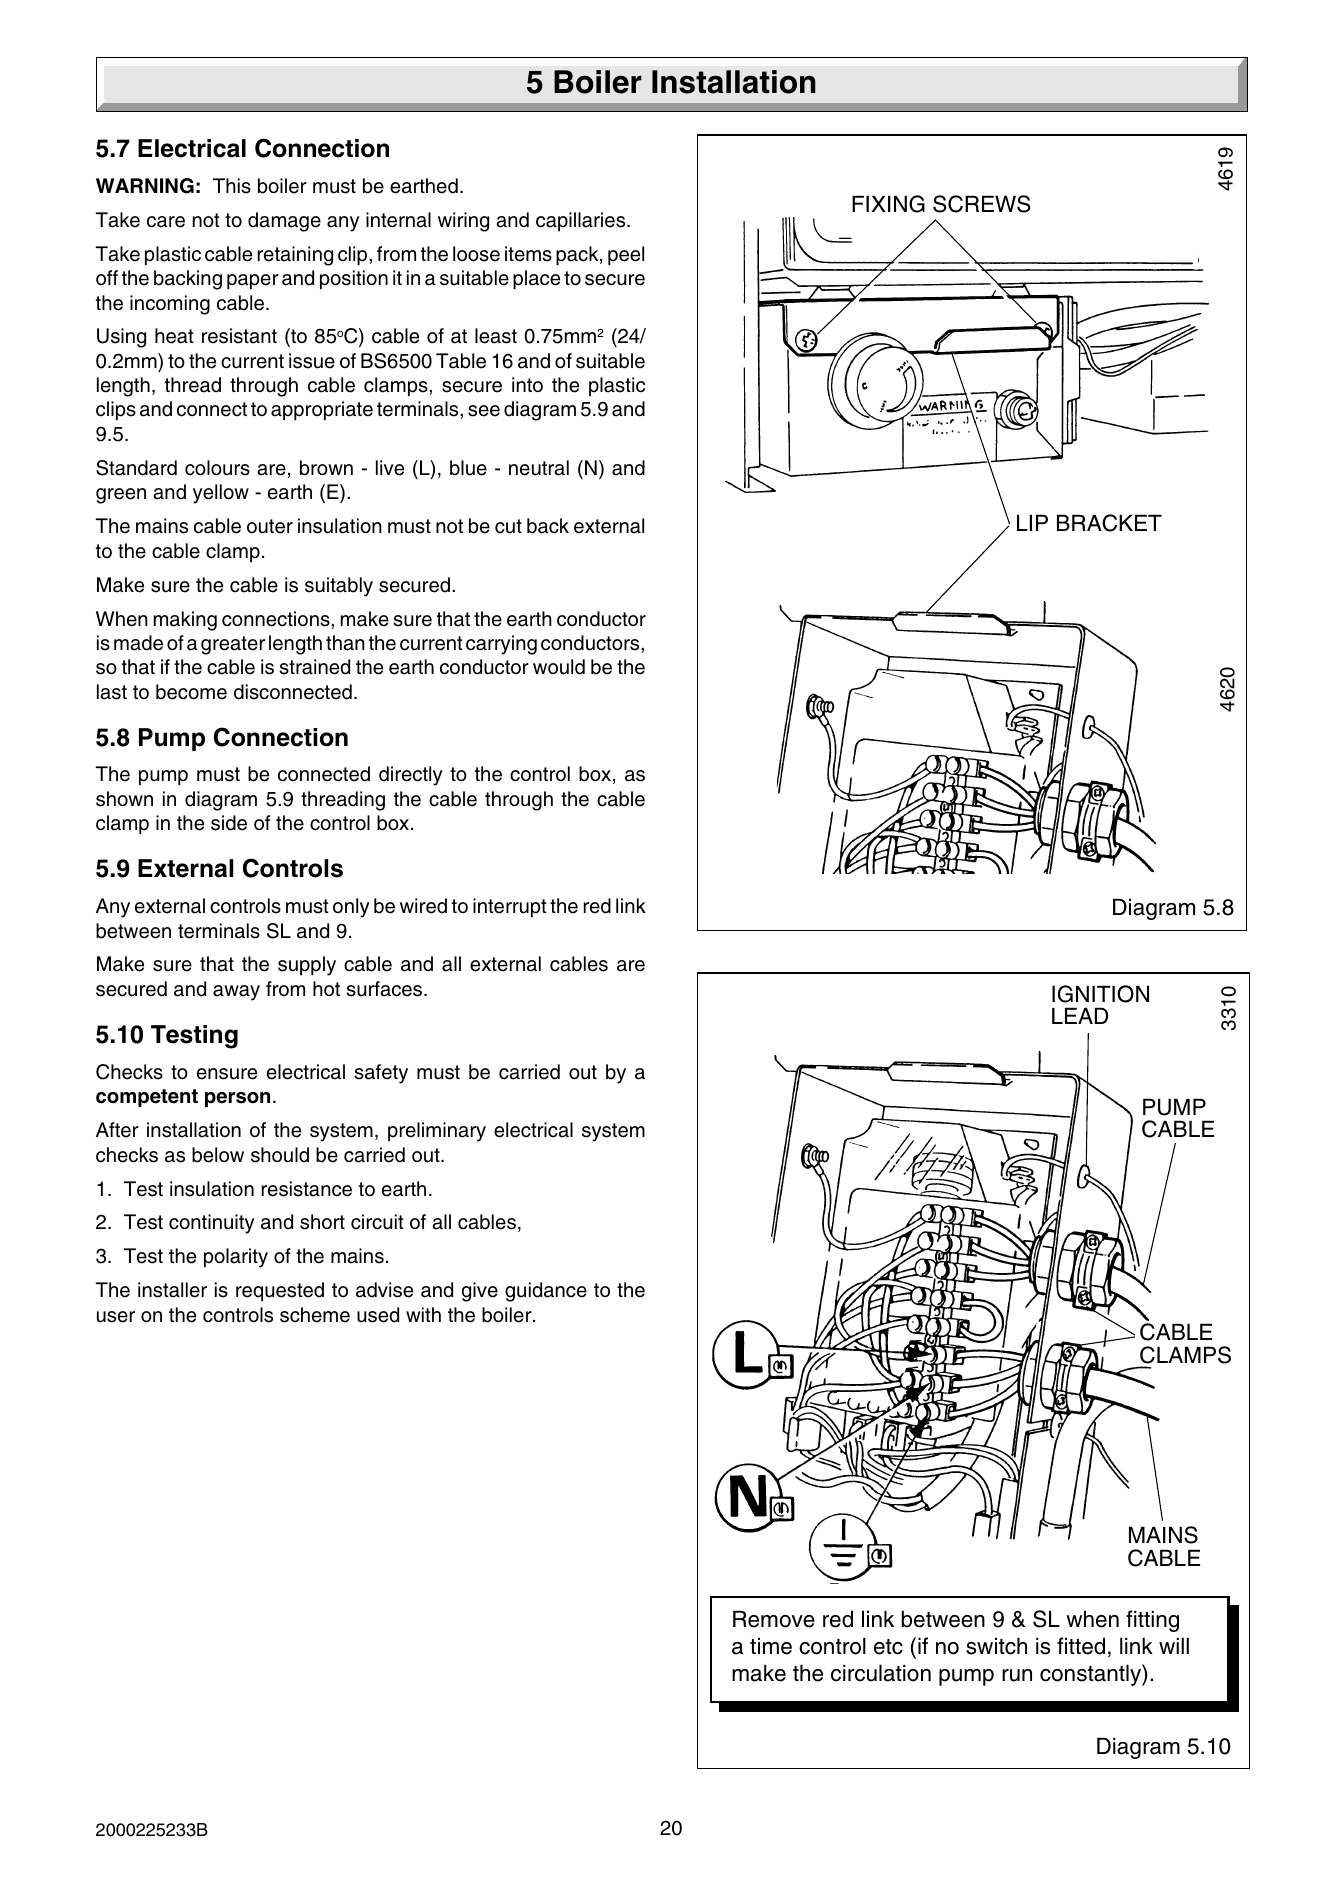 5 Boiler Installation
5.7 Electrical Connection
WARNING: This boiler must be earthed.
Take care not to damage any internal wiring and capillaries.
Take plastic cable retaining clip, from the loose items pack, peel
off the backing paper and position it in a suitable place to secure
the incoming cable.
Using heat resistant (to 85ºC) cable of at least 0.75mm² (24/
0.2mm) to the current issue of BS6500 Table 16 and of suitable
length, thread through cable clamps, secure into the plastic
clips and connect to appropriate terminals, see diagram 5.9 and
9.5.
Standard colours are, brown - live (L), blue - neutral (N) and
green and yellow - earth (E).
The mains cable outer insulation must not be cut back external
to the cable clamp.
Make sure the cable is suitably secured.
When making connections, make sure that the earth conductor
is made of a greater length than the current carrying conductors,
so that if the cable is strained the earth conductor would be the
last to become disconnected.
5.8 Pump Connection
The pump must be connected directly to the control box, as
shown in diagram 5.9 threading the cable through the cable
clamp in the side of the control box.
5.9 External Controls
Any external controls must only be wired to interrupt the red link
between terminals SL and 9.
Make sure that the supply cable and all external cables are
secured and away from hot surfaces.
5.10 Testing
Checks to ensure electrical safety must be carried out by a
competent person.
After installation of the system, preliminary electrical system
checks as below should be carried out.
1. Test insulation resistance to earth.
2. Test continuity and short circuit of all cables,
3. Test the polarity of the mains.
The installer is requested to advise and give guidance to the
user on the controls scheme used with the boiler.
4619
FIXING SCREWS
WARNING
LIP BRACKET
4620
Diagram 5.8
IGNITION
LEAD
3310
PUMP
CABLE
CABLE
CLAMPS
L
N
MAINS
CABLE
Remove red link between 9 & SL when fitting
a time control etc (if no switch is fitted, link will
make the circulation pump run constantly).
Diagram 5.10
2000225233B
20